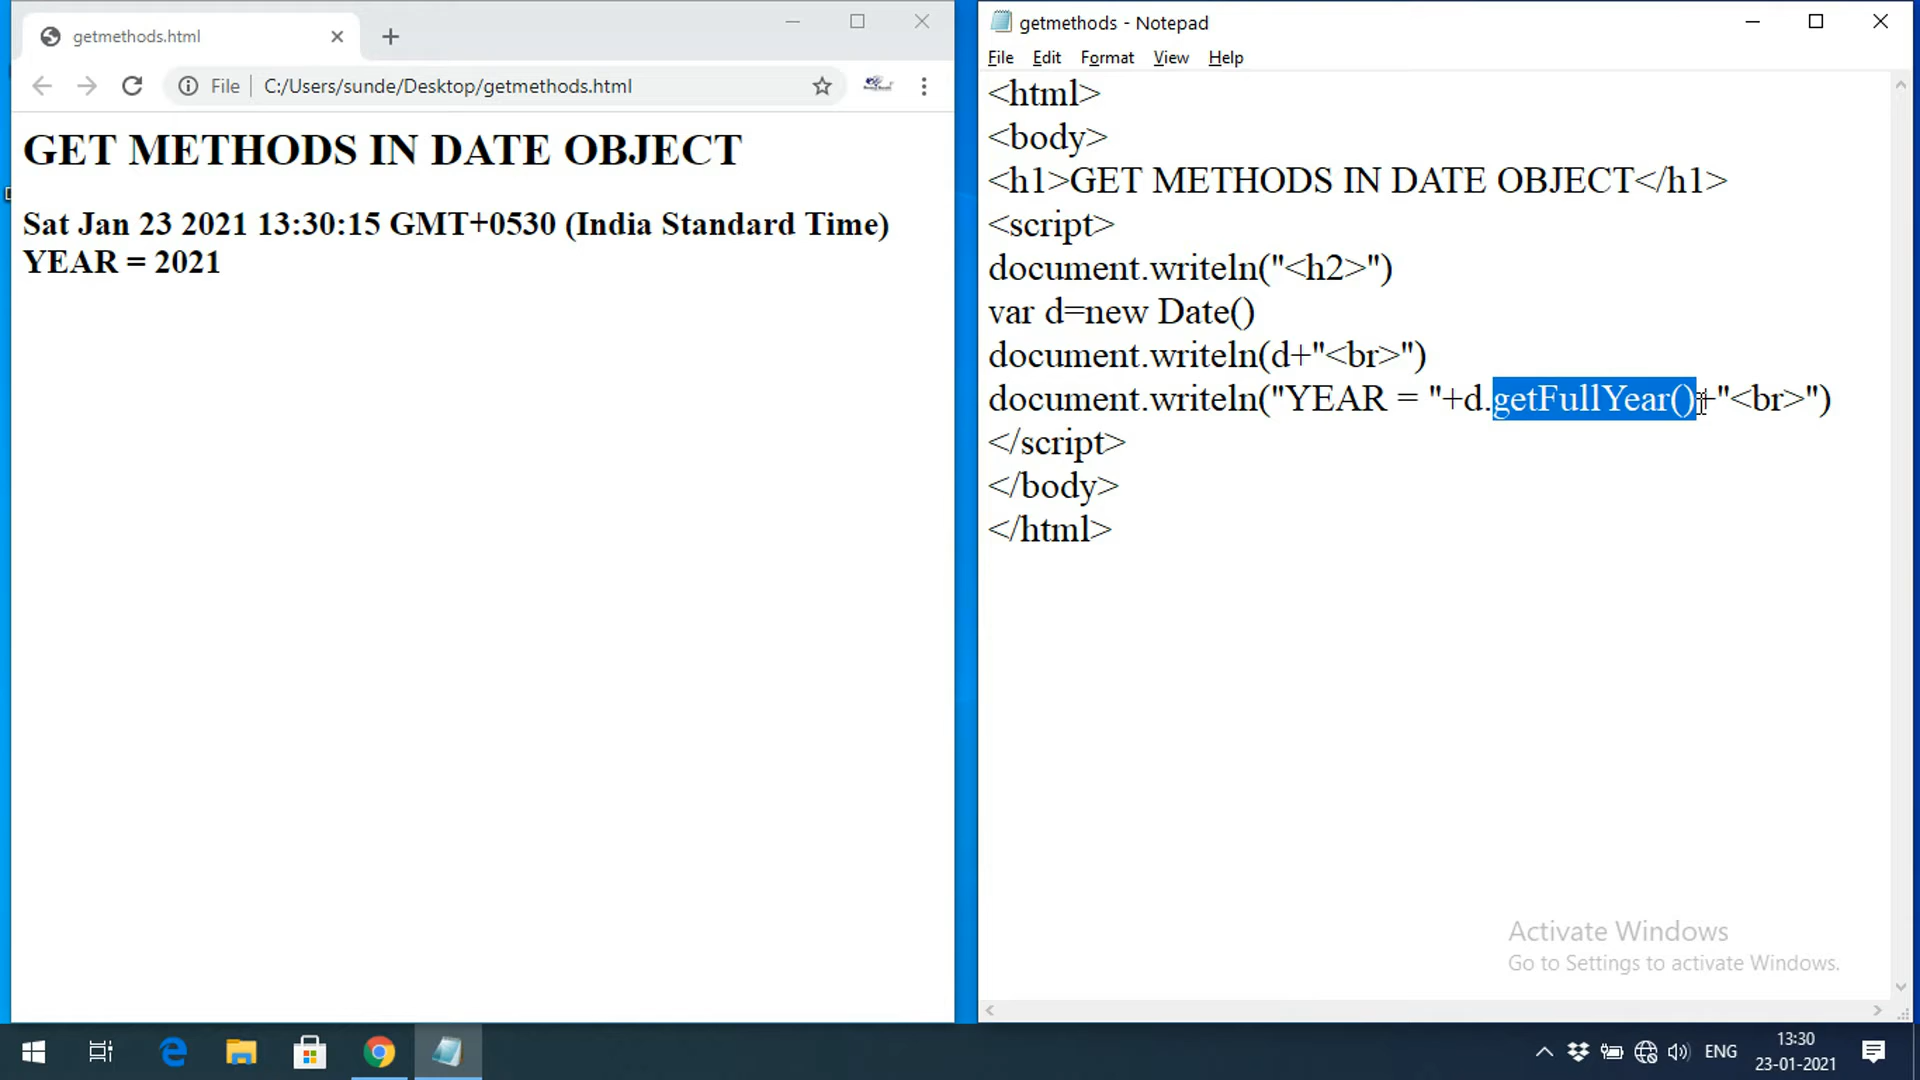 getmethods.html
File
C:/Users/sunde/Desktop/getmethods.html
GET METHODS IN DATE OBJECT
Sat Jan 23 2021 13:30:15 GMT+0530 (India Standard Time)
YEAR = 2021
getmethods - Notepad
File Edit Format View Help
<html>
<body>
<h1>GET METHODS IN DATE OBJECT</h1>
<script>
document.writeln("<h2>")
var d=new Date()
document.writeln(d+"<br>")
document.writeln("YEAR = "+d.getFullYear()+"<br>")
</script>
</body>
</html>
Activate Windows
Go to Settings to activate Windows.
ENG
13:30
23-01-2021